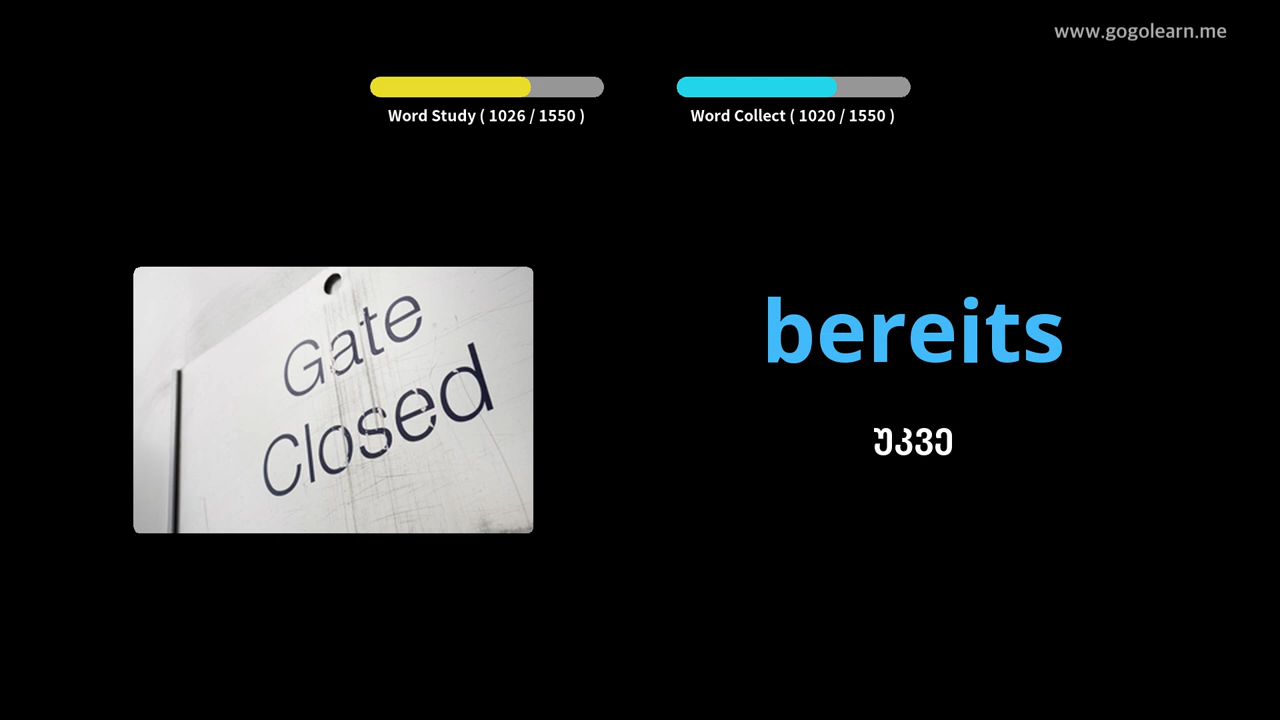 www.gogolearn.me
Word Study ( 1026 / 1550 )
Word Collect ( 1020 / 1550 )
Gate
Closed
bereits
უკვე